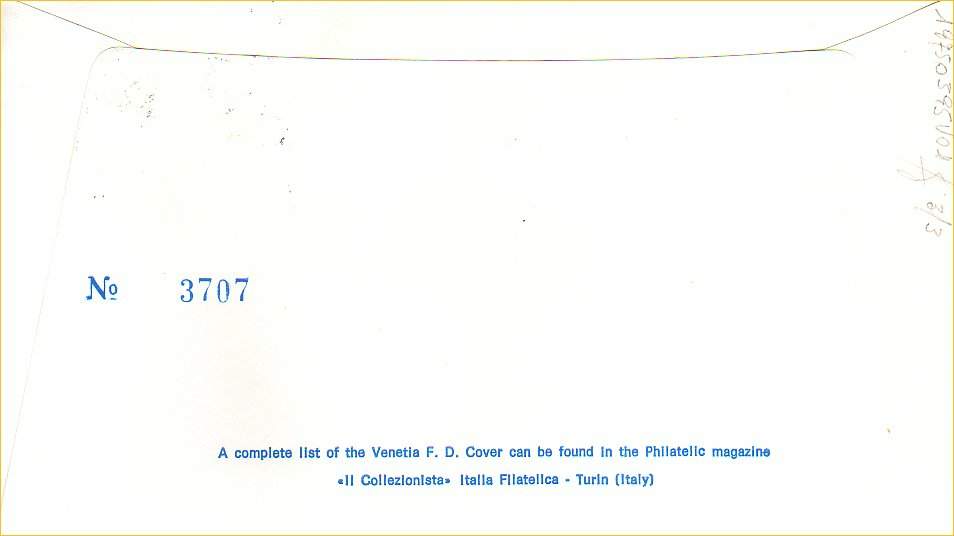 № 3707
A complete list of the Venetia F. D. Cover can be found in the Philatelic magazine
«Il Collezionista» Italia Filatelica - Turin (Italy)